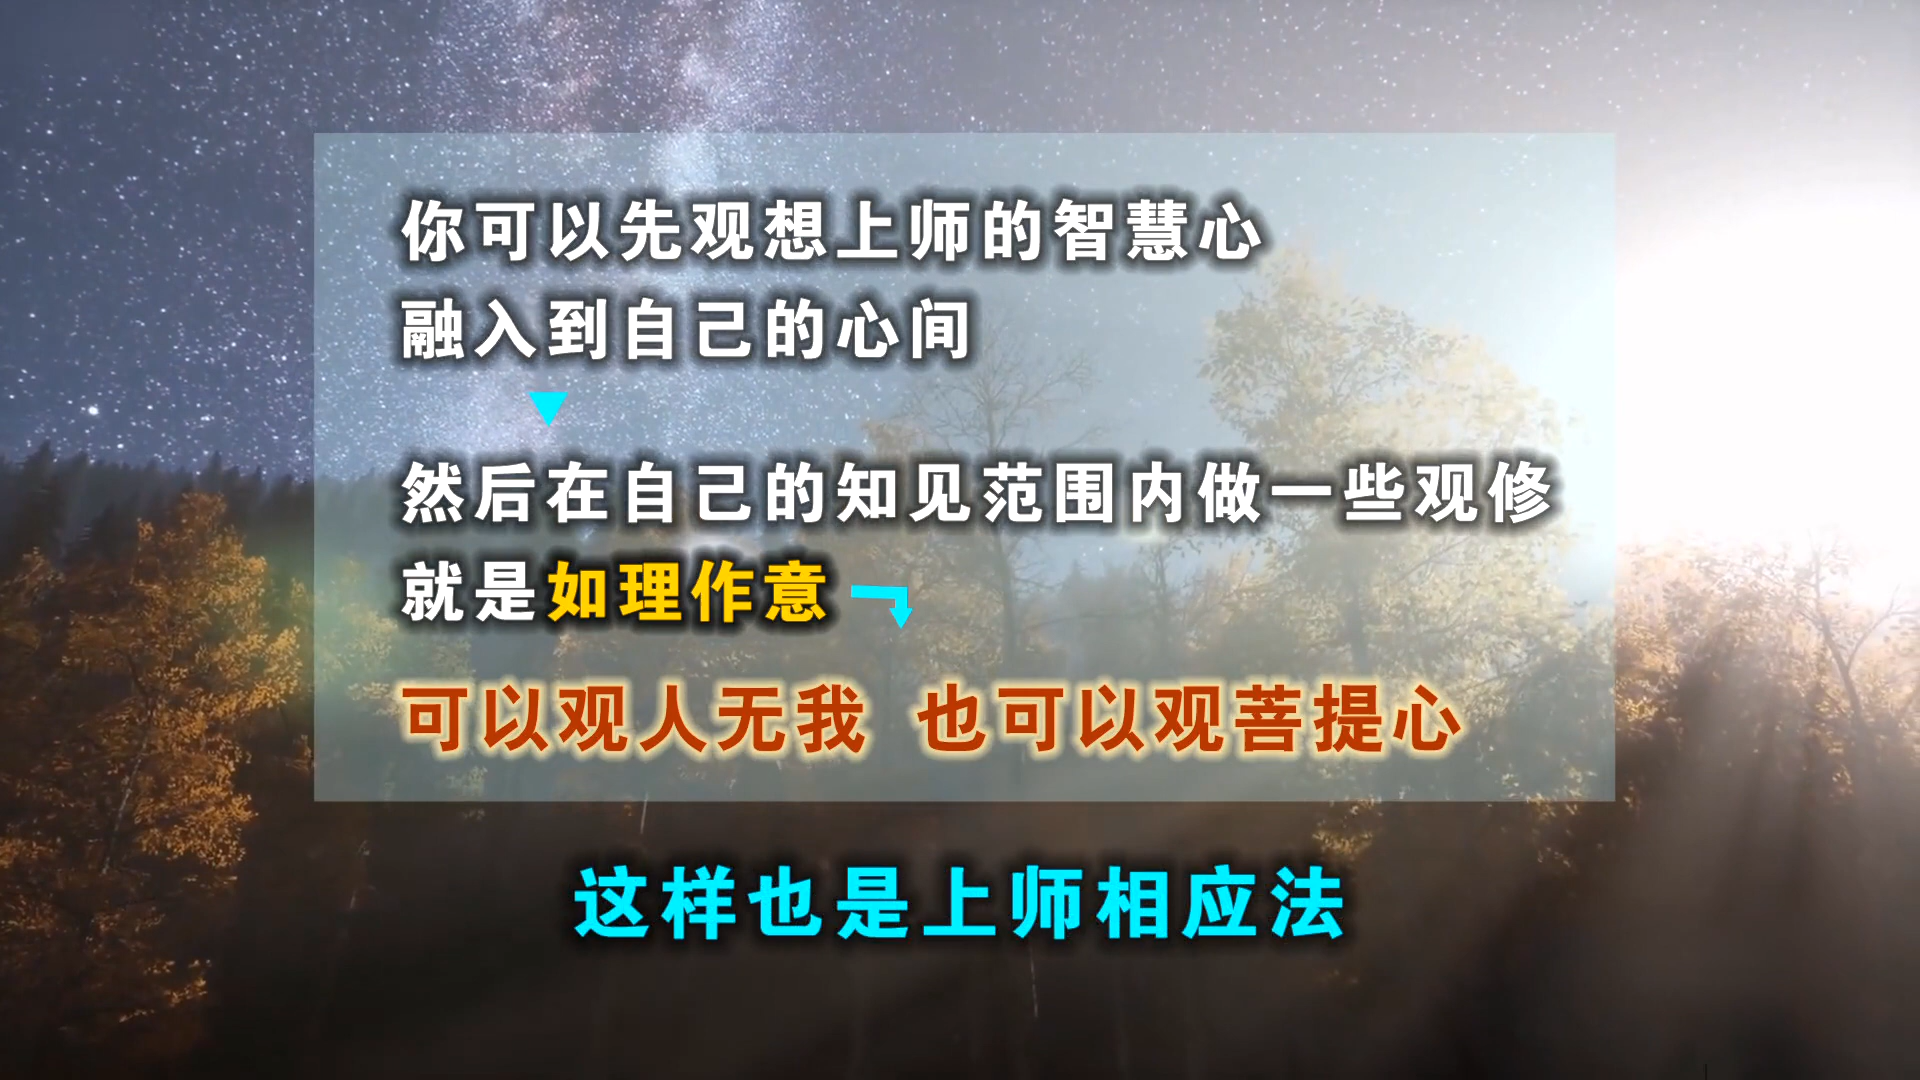 你可以先观想上师的智慧心
融入到自己的心间
然后在自己的知见范围内做一些观修
就是如理作意
可以观人无我 也可以观菩提心
这样也是上师相应法